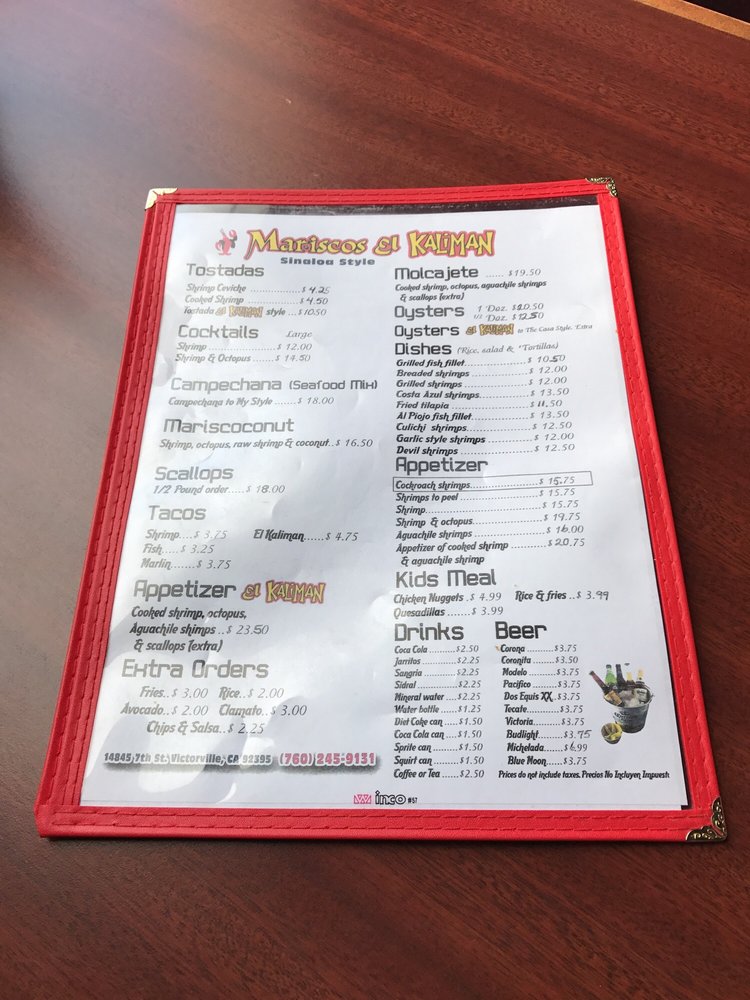 Mariscos El KALIMAN
Sinaloa Style
Tostadas
Shrimp Ceviche ..................$ 4.25
Cooked Shrimp ..................$ 4.50
Tostada El KALIMAN style ...$10.50
Cocktails Large
Shrimp .........................$ 12.00
Shrimp & Octopus .......$ 14.50
Campechana (Seafood Mix)
Campechana to My Style .......$ 18.00
Mariscoconut
Shrimp, octopus, raw shrimp & coconut..$ 16.50
Scallops
1/2 Pound order.....$ 18.00
Tacos
Shrimp....$ 3.75 El Kaliman......$ 4.75
Fish.....$ 3.25
Marlin.......$ 3.75
Appetizer El KALIMAN
Cooked shrimp, octopus,
Aguachile shimps ..$ 23.50
& scallops (extra)
Extra Orders
Fries..$ 3.00 Rice..$ 2.00
Avocado..$ 2.00 Clamato..$ 3.00
Chips & Salsa..$ 2.25
14845 7th St. Victorville, CA 92395 (760) 245-9131
Molcajete ...... $19.50
Cooked shrimp, octopus, aguachile shrimps
& scallops (extra)
Oysters 1 Doz. $20.50
1/2 Doz. $12.50
Oysters El KALIMAN to The Casa Style, Extra
Dishes (Rice, salad & Tortillas)
Grilled fish fillet.......................$ 10.50
Breaded shrimps ......................$ 12.00
Grilled shrimps ........................$ 12.00
Costa Azul shrimps...................$ 13.50
Fried tilapia .............................$ 11.50
Al Piojo fish fillet......................$ 13.50
Culichi shrimps........................$ 12.50
Garlic style shrimps .................$ 12.00
Devil shrimps ..........................$ 12.50
Appetizer
Cockroach shrimps.......................$ 15.75
Shrimps to peel ..........................$ 15.75
Shrimp........................................$ 15.75
Shrimp & octopus........................$ 19.75
Aguachile shrimps .......................$ 16.00
Appetizer of cooked shrimp ...........$20.75
& aguachile shrimp
Kids Meal
Chicken Nuggets .$ 4.99 Rice & fries ..$ 3.99
Quesadillas .......$ 3.99
Drinks
Coca Cola .........$2.50
Jarritos..............$2.25
Sangria .............$2.25
Sidral ................$2.25
Mineral water ...$2.25
Water bottle ......$1.25
Diet Coke can ....$1.50
Coca Cola can ....$1.50
Sprite can .........$1.50
Squirt can .........$1.50
Coffee or Tea .....$2.50
Beer
Corona..........$3.75
Coronita ........$3.50
Modelo ..........$3.75
Pacifico .........$3.75
Dos Equis XX ..$3.75
Tecate............$3.75
Victoria..........$3.75
Budlight.........$3.75
Michelada......$6.99
Blue Moon.....$3.75
Prices do not include taxes. Precios No Incluyen Impuest
inco #57